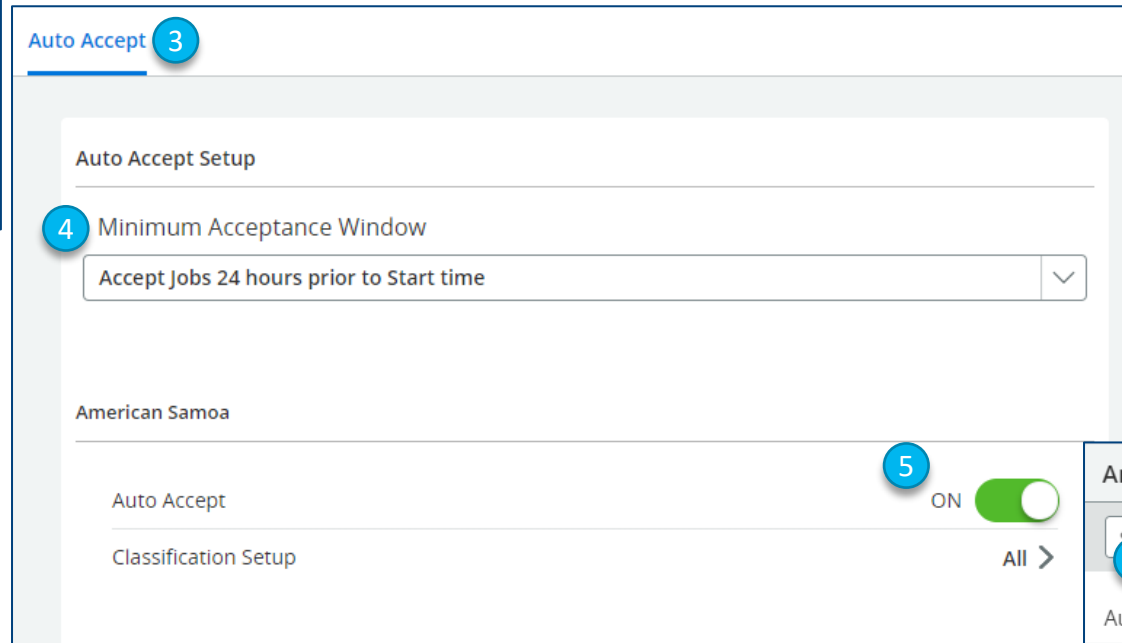 Auto Accept 3
Auto Accept Setup
4 Minimum Acceptance Window
Accept Jobs 24 hours prior to Start time
American Samoa
5
Auto Accept ON
Classification Setup All